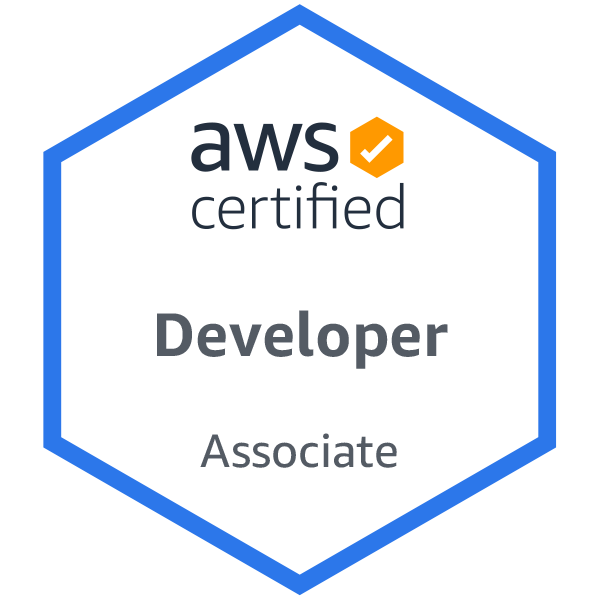 aws
certified
Developer
Associate